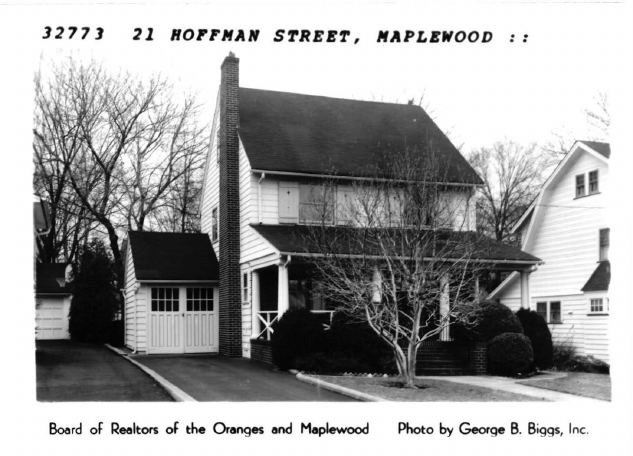 32773 21 HOFFMAN STREET, MAPLEWOOD ::
Board of Realtors of the Oranges and Maplewood Photo by George B. Biggs, Inc.